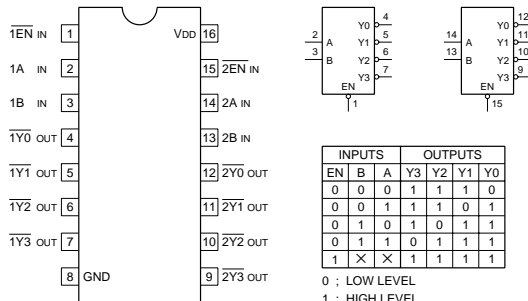 1EN IN 1
1A IN 2
1B IN 3
1Y0 OUT 4
1Y1 OUT 5
1Y2 OUT 6
1Y3 OUT 7
8 GND
VDD 16
15 2EN IN
14 2A IN
13 2B IN
12 2Y0 OUT
11 2Y1 OUT
10 2Y2 OUT
9 2Y3 OUT
2 A Y0 4
3 B Y1 5
Y2 6
Y3 7
EN
1
14 A Y0 12
13 B Y1 11
Y2 10
Y3 9
EN
15
INPUTS OUTPUTS
EN B A Y3 Y2 Y1 Y0
0 0 0 1 1 1 0
0 0 1 1 1 0 1
0 1 0 1 0 1 1
0 1 1 0 1 1 1
1 X X 1 1 1 1
0 ; LOW LEVEL
1 ; HIGH LEVEL